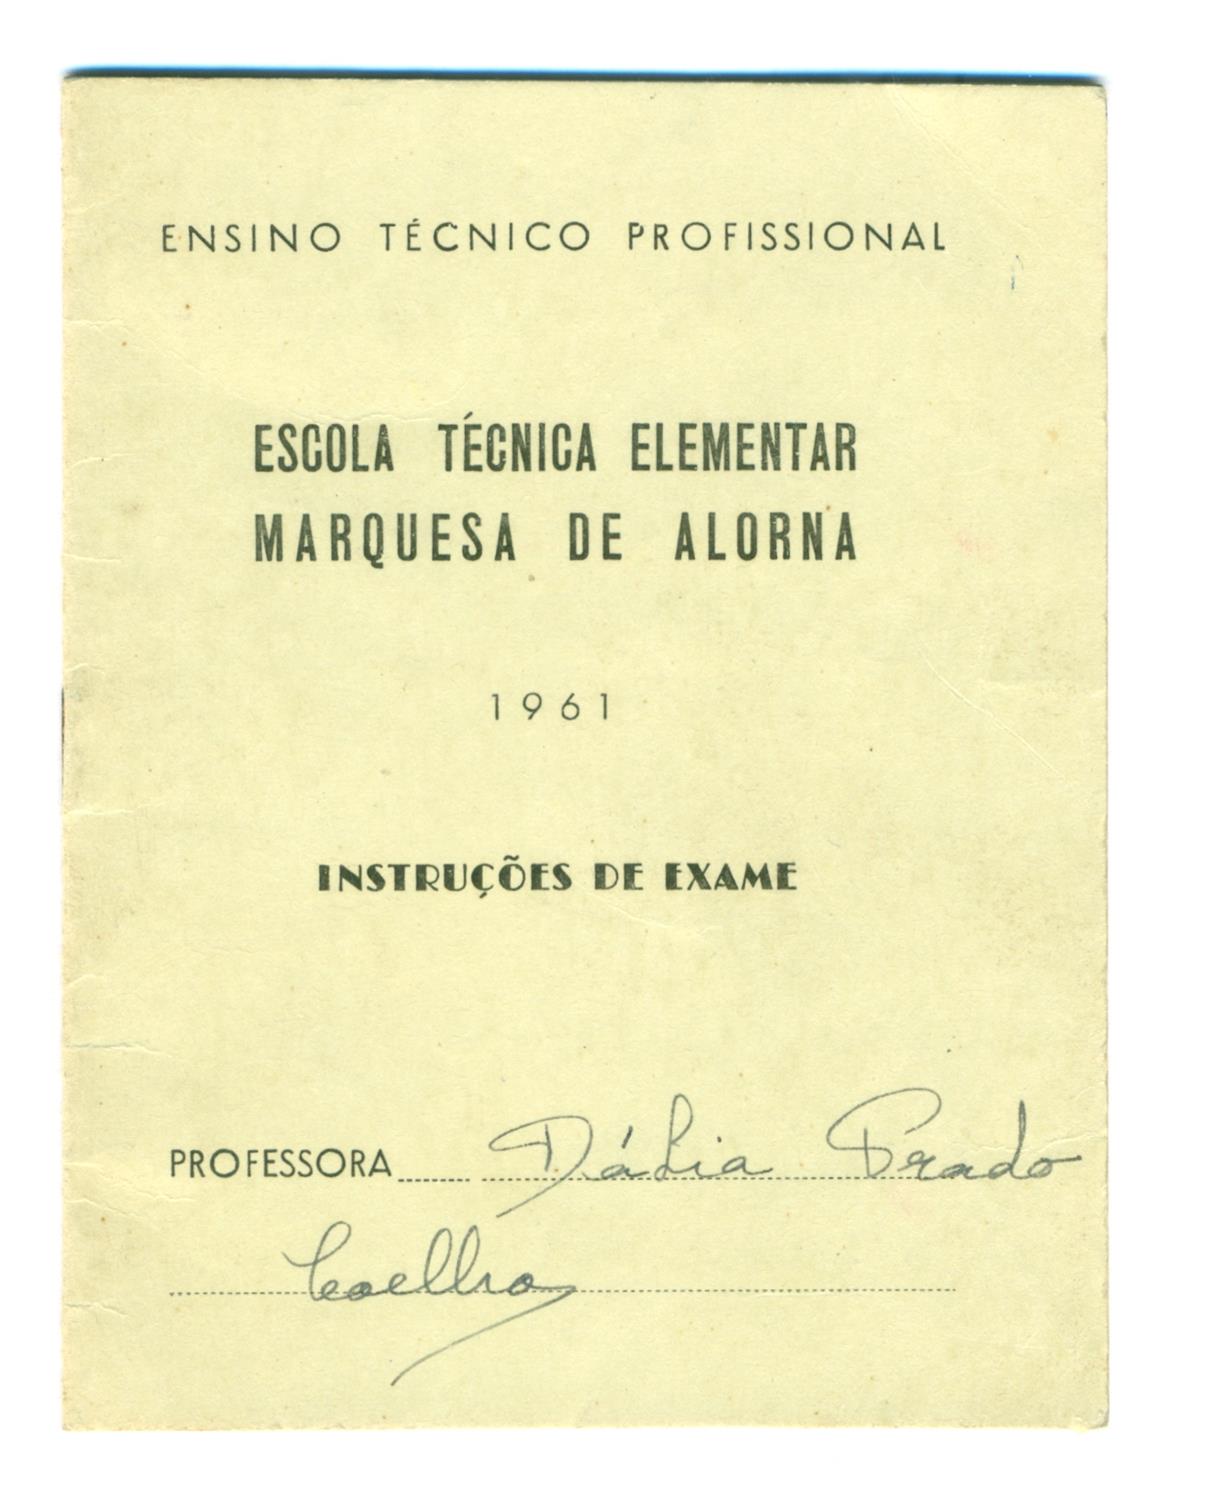 ENSINO TÉCNICO PROFISSIONAL
ESCOLA TÉCNICA ELEMENTAR
MARQUESA DE ALORNA
1961
INSTRUÇÕES DE EXAME
PROFESSORA Dália Prado
Coelho